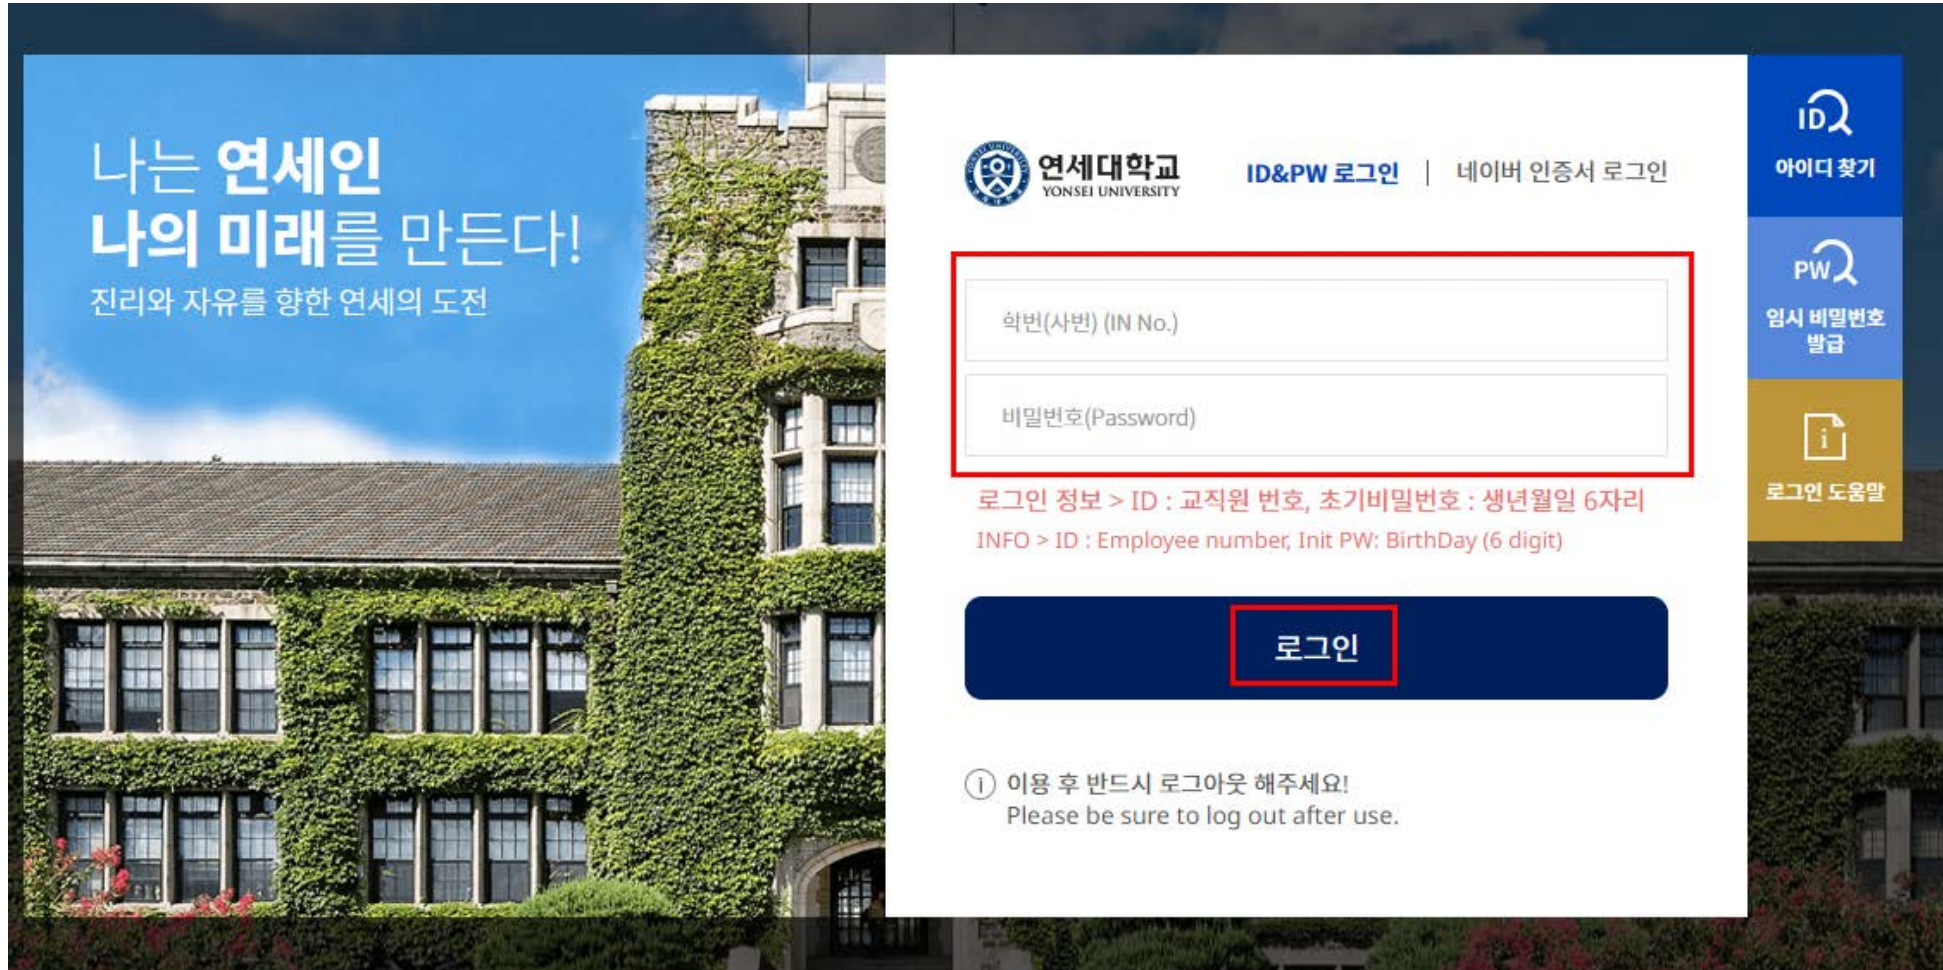 나는 연세인
나의 미래를 만든다!
진리와 자유를 향한 연세의 도전
연세대학교
YONSEI UNIVERSITY
ID&PW 로그인 | 네이버 인증서 로그인
학번(사번) (IN No.)
비밀번호(Password)
로그인 정보 > ID : 교직원 번호, 초기비밀번호 : 생년월일 6자리
INFO > ID : Employee number, Init PW: BirthDay (6 digit)
로그인
이용 후 반드시 로그아웃 해주세요!
Please be sure to log out after use.
ID
아이디 찾기
PW
임시 비밀번호
발급
로그인 도움말